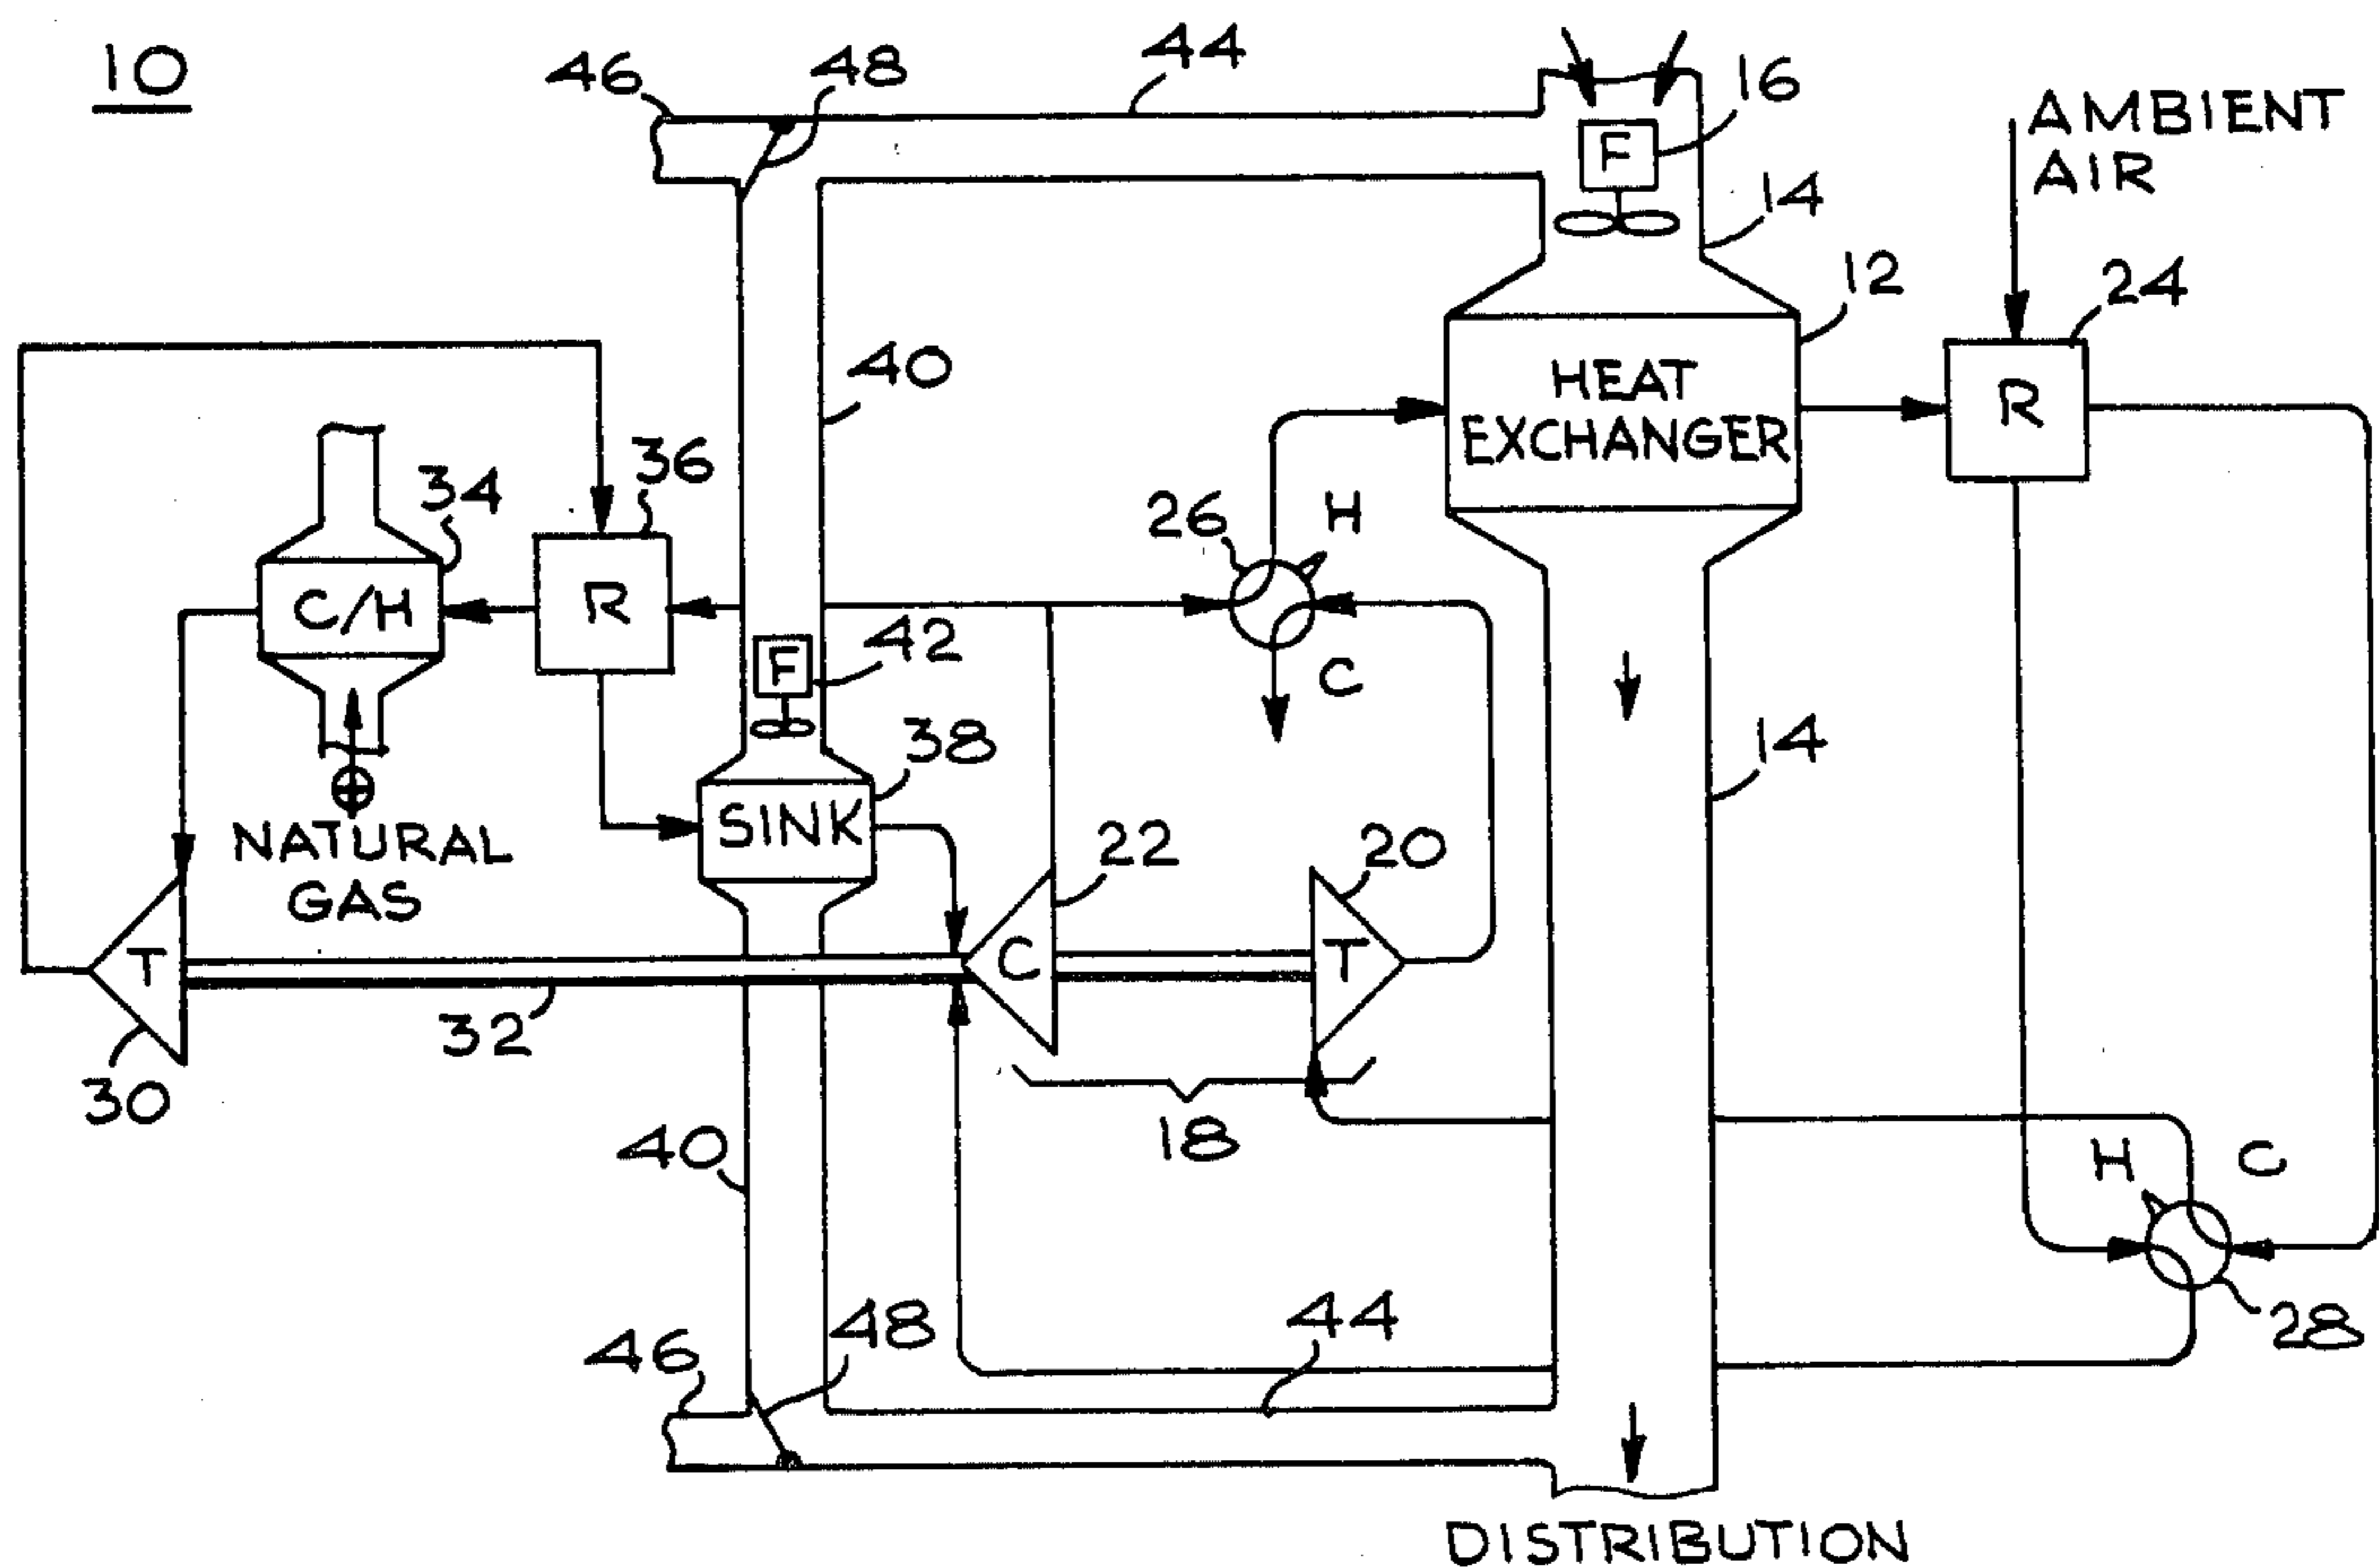 10
46
48
44
16
AMBIENT
AIR
F
14
12
24
40
HEAT
EXCHANGER
R
36
34
26
H
C/H
R
42
F
C
38
14
NATURAL
GAS
SINK
22
20
T
C
T
32
30
18
40
H
C
48
44
46
28
DISTRIBUTION